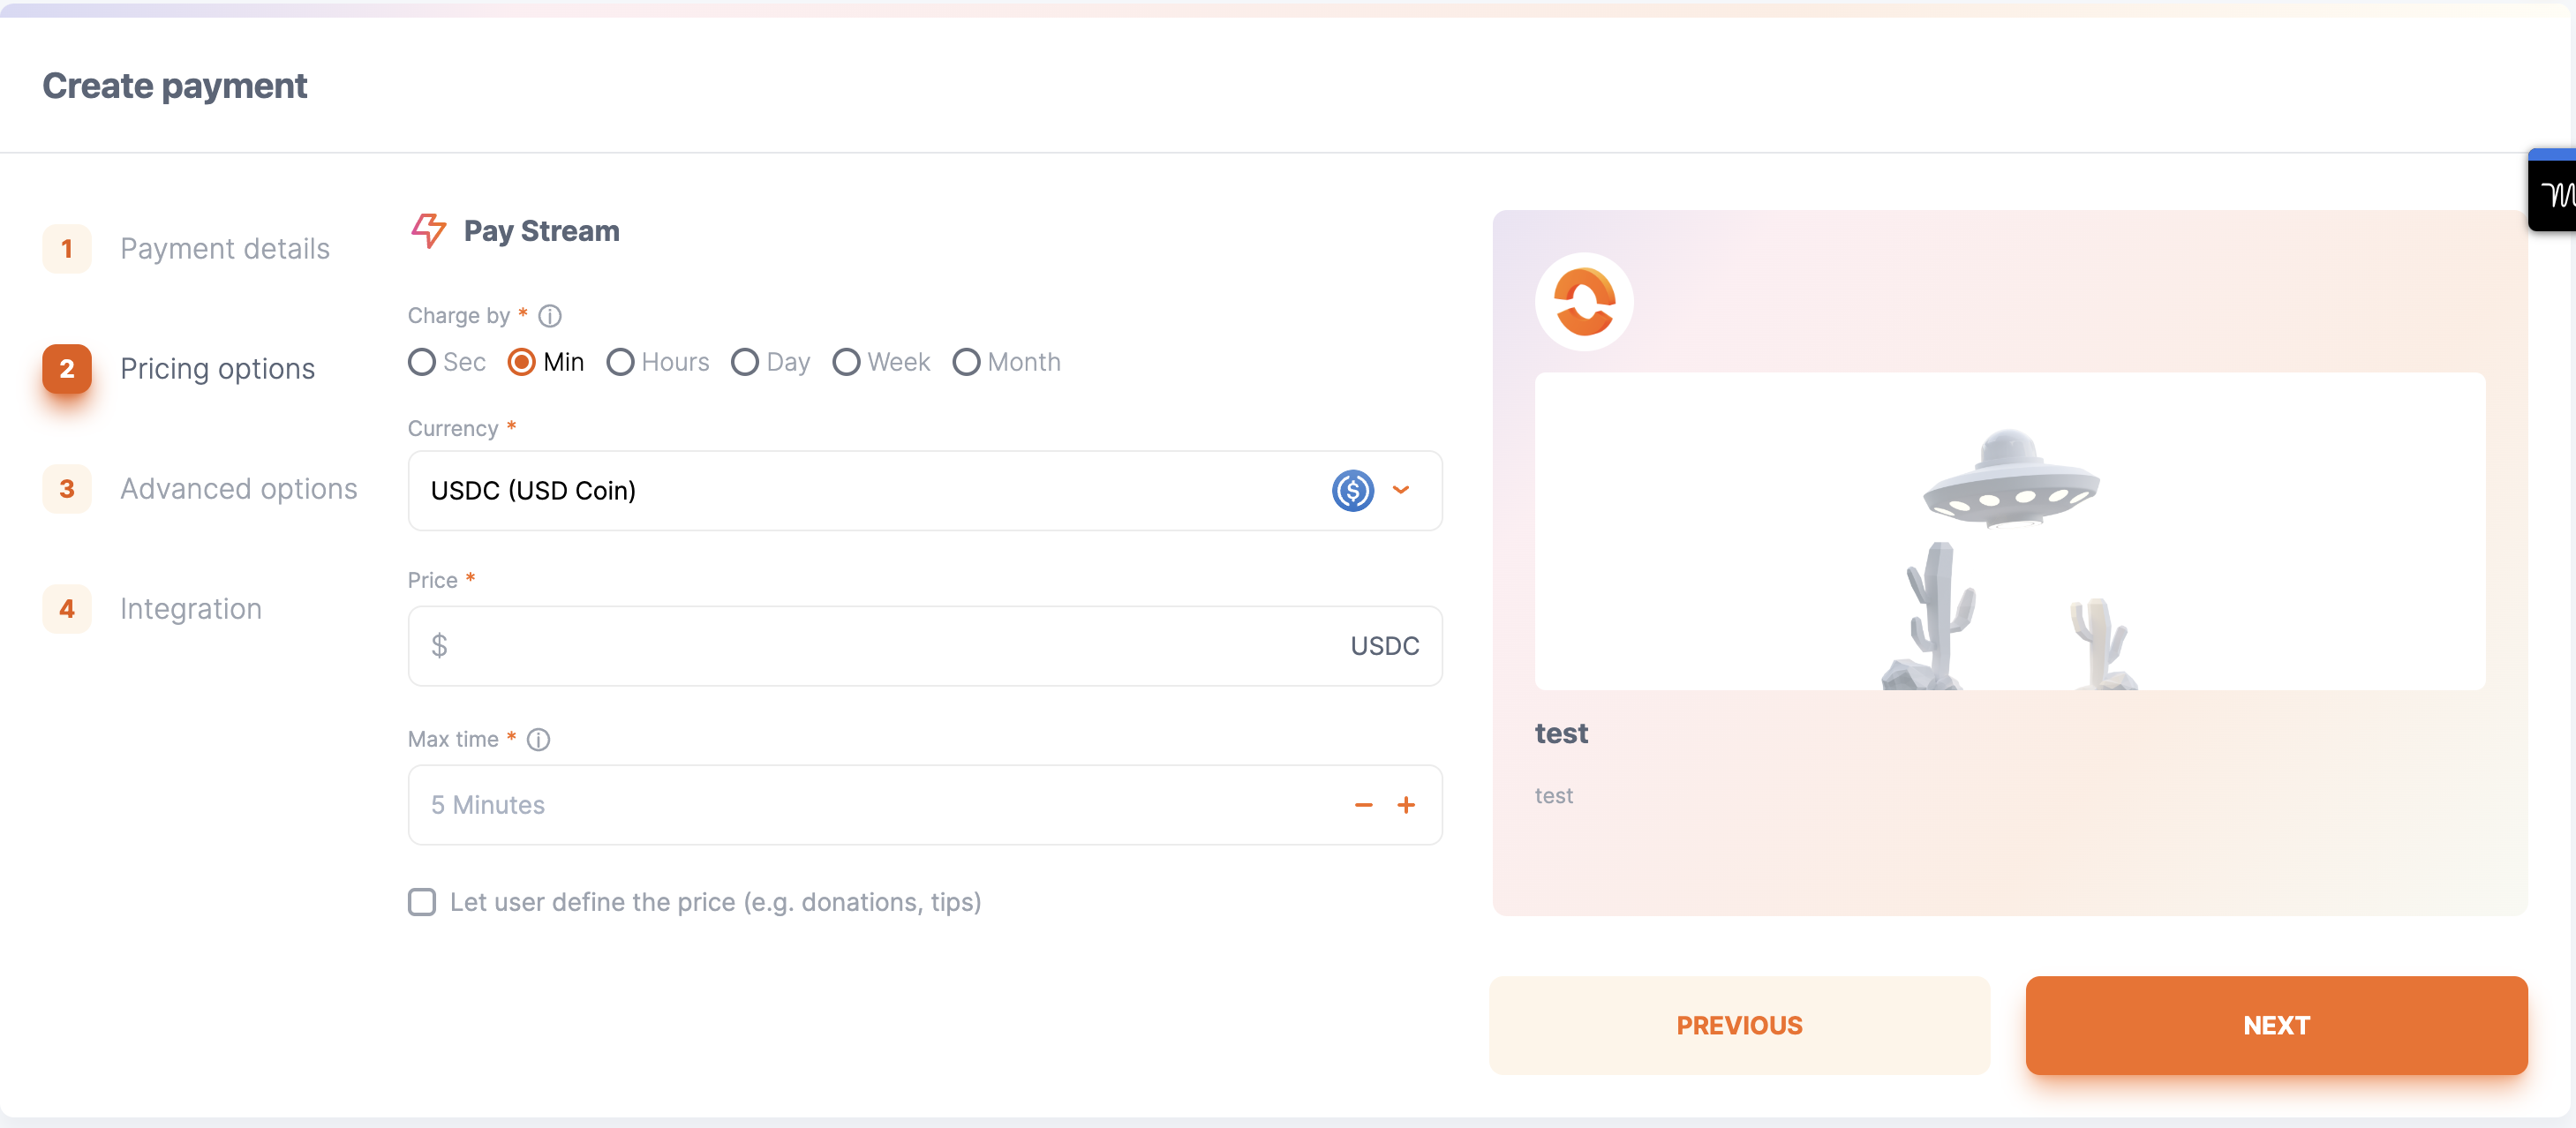 Create payment
1 Payment details
2 Pricing options
3 Advanced options
4 Integration
Pay Stream
Charge by *
Sec Min Hours Day Week Month
Currency *
USDC (USD Coin)
Price *
$ USDC
Max time *
5 Minutes
Let user define the price (e.g. donations, tips)
test
test
PREVIOUS NEXT